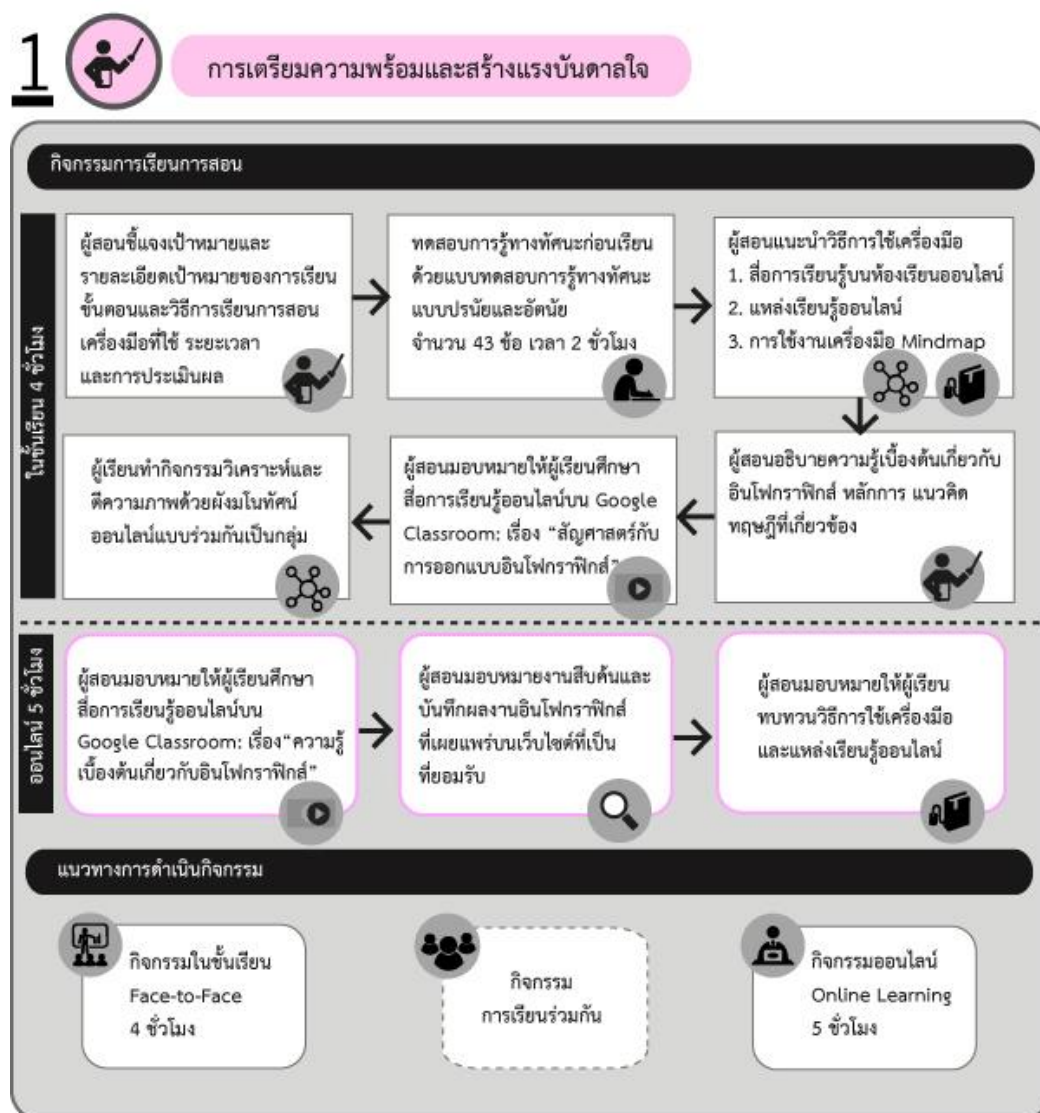 1
การเตรียมความพร้อมและสร้างแรงบันดาลใจ
กิจกรรมการเรียนการสอน
ในชั้นเรียน 4 ชั่วโมง
ผู้สอนชี้แจงเป้าหมายและ
รายละเอียดเป้าหมายของการเรียน
ขั้นตอนและวิธีการเรียนการสอน
เครื่องมือที่ใช้ ระยะเวลา
และการประเมินผล
ทดสอบการรู้ทางทัศนะก่อนเรียน
ด้วยแบบทดสอบการรู้ทางทัศนะ
แบบปรนัยและอัตนัย
จำนวน 43 ข้อ เวลา 2 ชั่วโมง
ผู้สอนแนะนำวิธีการใช้เครื่องมือ
1. สื่อการเรียนรู้บนห้องเรียนออนไลน์
2. แหล่งเรียนรู้ออนไลน์
3. การใช้งานเครื่องมือ Mindmap
ผู้สอนอธิบายความรู้เบื้องต้นเกี่ยวกับ
อินโฟกราฟิกส์ หลักการ แนวคิด
ทฤษฎีที่เกี่ยวข้อง
ผู้สอนมอบหมายให้ผู้เรียนศึกษา
สื่อการเรียนรู้ออนไลน์บน Google
Classroom: เรื่อง “สัญศาสตร์กับ
การออกแบบอินโฟกราฟิกส์”
ผู้เรียนทำกิจกรรมวิเคราะห์และ
ตีความภาพด้วยผังมโนทัศน์
ออนไลน์แบบร่วมกันเป็นกลุ่ม
ออนไลน์ 5 ชั่วโมง
ผู้สอนมอบหมายให้ผู้เรียนศึกษา
สื่อการเรียนรู้ออนไลน์บน
Google Classroom: เรื่อง“ความรู้
เบื้องต้นเกี่ยวกับอินโฟกราฟิกส์”
ผู้สอนมอบหมายงานสืบค้นและ
บันทึกผลงานอินโฟกราฟิกส์
ที่เผยแพร่บนเว็บไซต์ที่เป็น
ที่ยอมรับ
ผู้สอนมอบหมายให้ผู้เรียน
ทบทวนวิธีการใช้เครื่องมือ
และแหล่งเรียนรู้ออนไลน์
แนวทางการดำเนินกิจกรรม
กิจกรรมในชั้นเรียน
Face-to-Face
4 ชั่วโมง
กิจกรรม
การเรียนร่วมกัน
กิจกรรมออนไลน์
Online Learning
5 ชั่วโมง